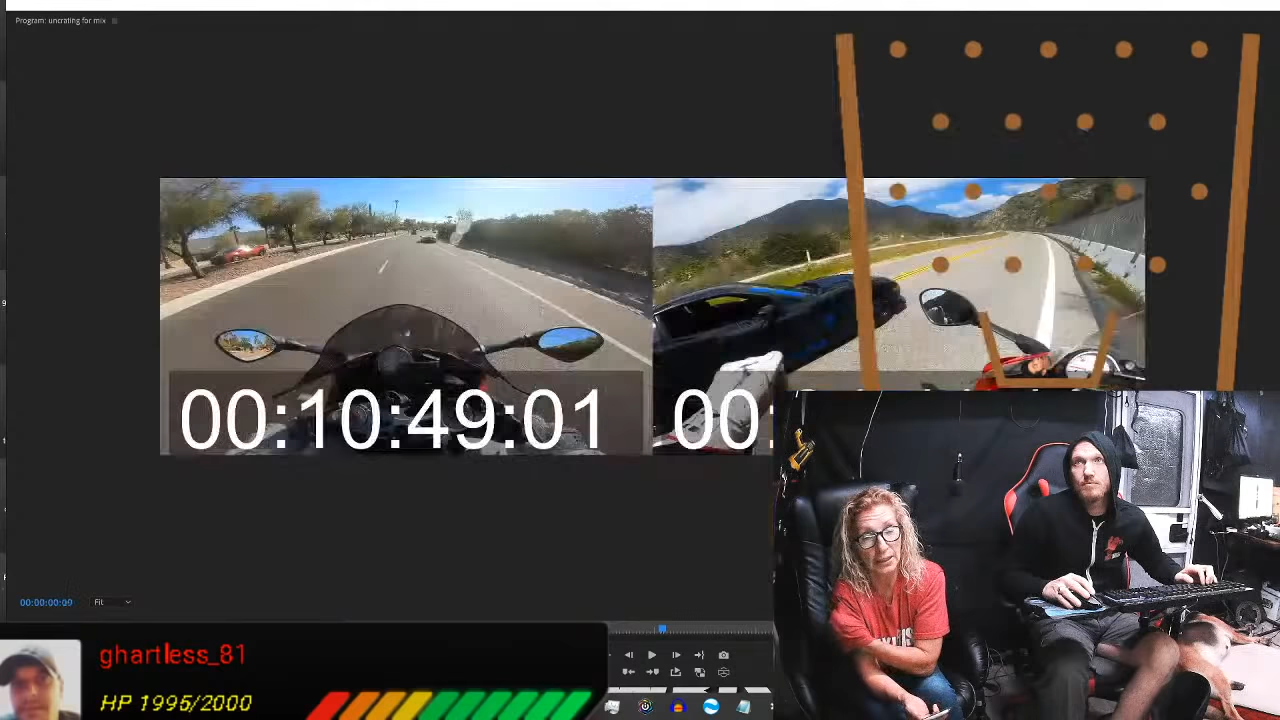 Program: uncrating for mix
00:10:49:01
00:
00:00:00:00
Fit
ghartless_81
HP 1995/2000